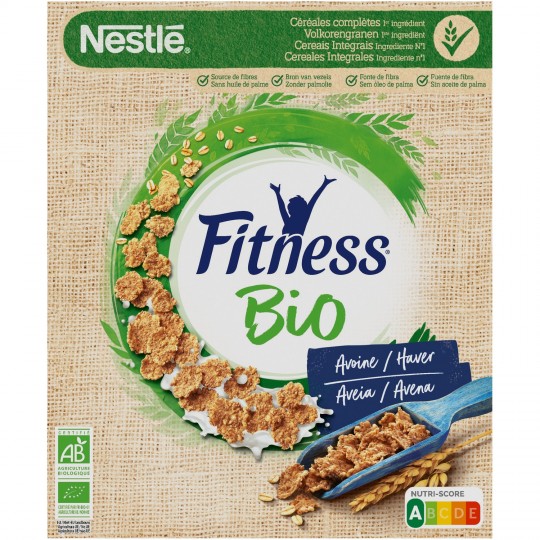 Nestlé®
Céréales complètes 1er ingrédient
Volkorengranen 1ste ingrediënt
Cereais Integrais Ingrediente Nº1
Cereales Integrales Ingrediente nº1
Source de fibres
Sans huile de palme
Bron van vezels
Zonder palmolie
Fonte de fibra
Sem óleo de palma
Fuente de fibra
Sin aceite de palma
Fitness®
Bio
Avoine / Haver
Aveia / Avena
CERTIFIÉ
AB
AGRICULTURE
BIOLOGIQUE
NUTRI-SCORE
A B C D E